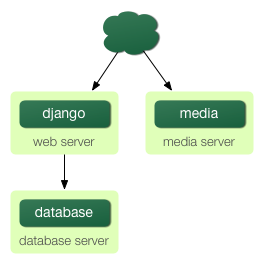 django
web server
media
media server
database
database server